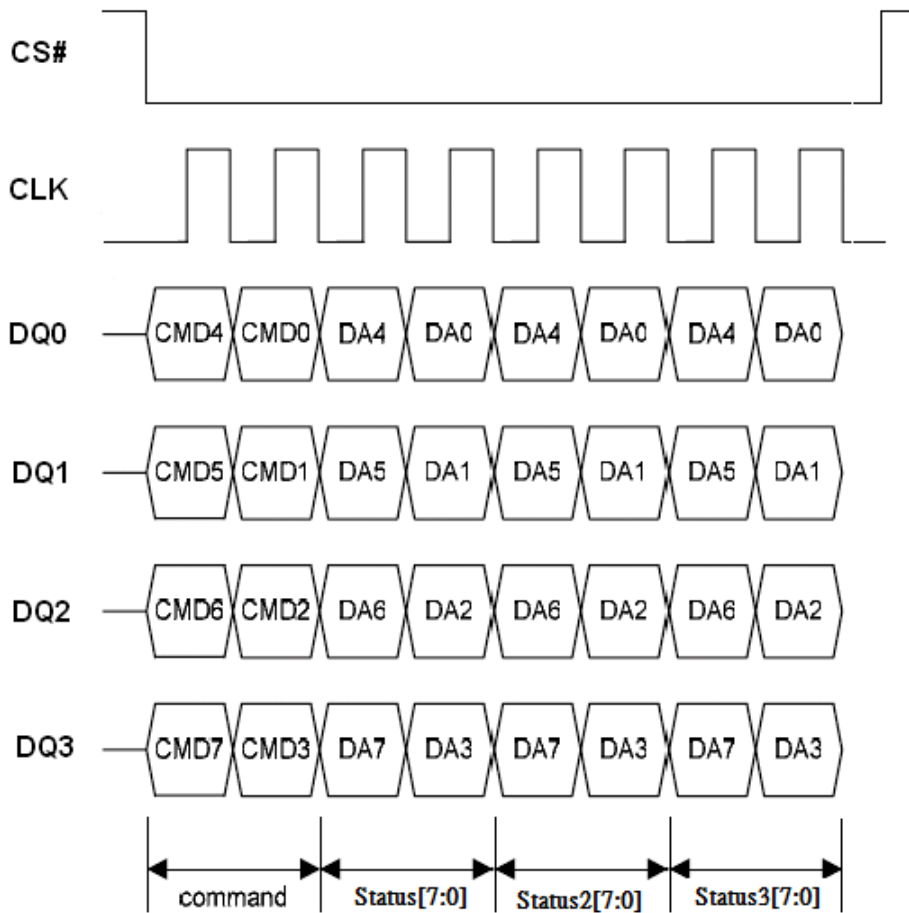 CS#
CLK
DQ0 CMD4 CMD0 DA4 DA0 DA4 DA0 DA4 DA0
DQ1 CMD5 CMD1 DA5 DA1 DA5 DA1 DA5 DA1
DQ2 CMD6 CMD2 DA6 DA2 DA6 DA2 DA6 DA2
DQ3 CMD7 CMD3 DA7 DA3 DA7 DA3 DA7 DA3
command Status[7:0] Status2[7:0] Status3[7:0]